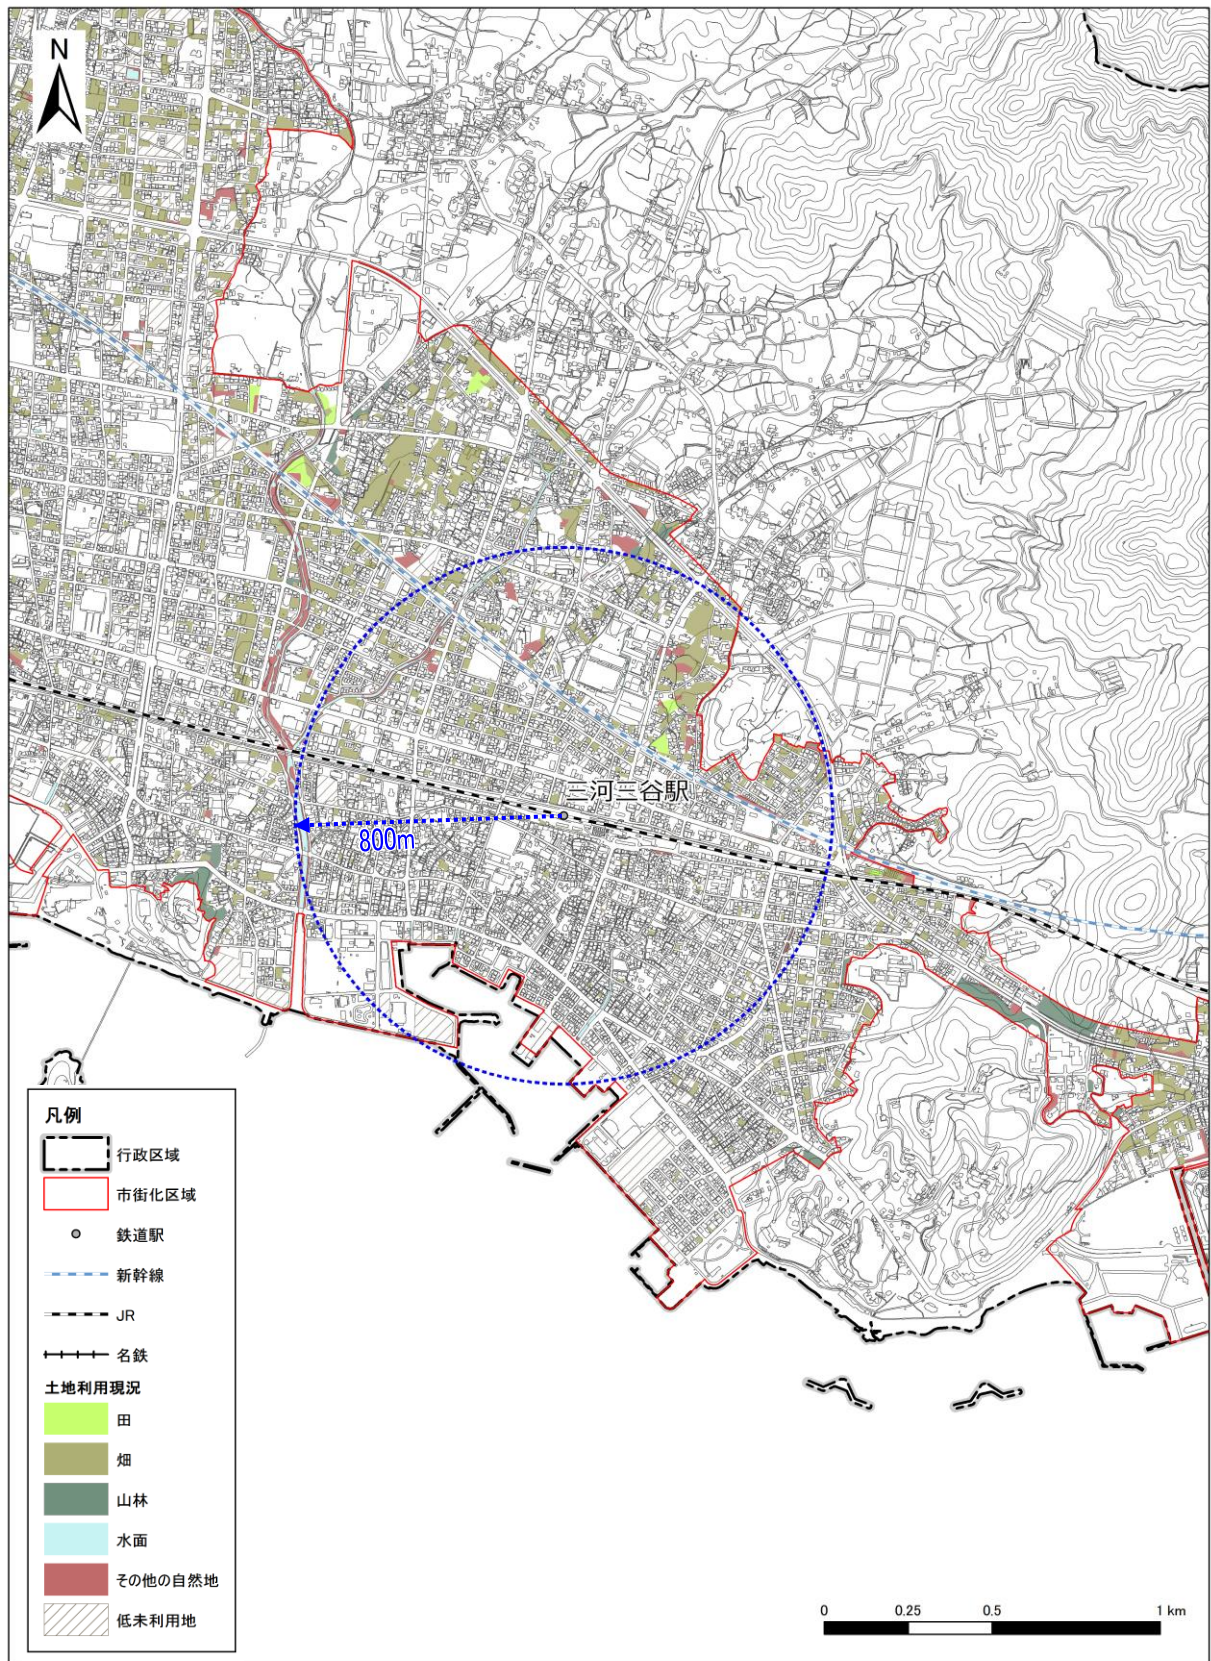 N
三河三谷駅
800m
凡例
行政区域
市街化区域
鉄道駅
新幹線
JR
名鉄
土地利用現況
田
畑
山林
水面
その他の自然地
低未利用地
0 0.25 0.5 1 km